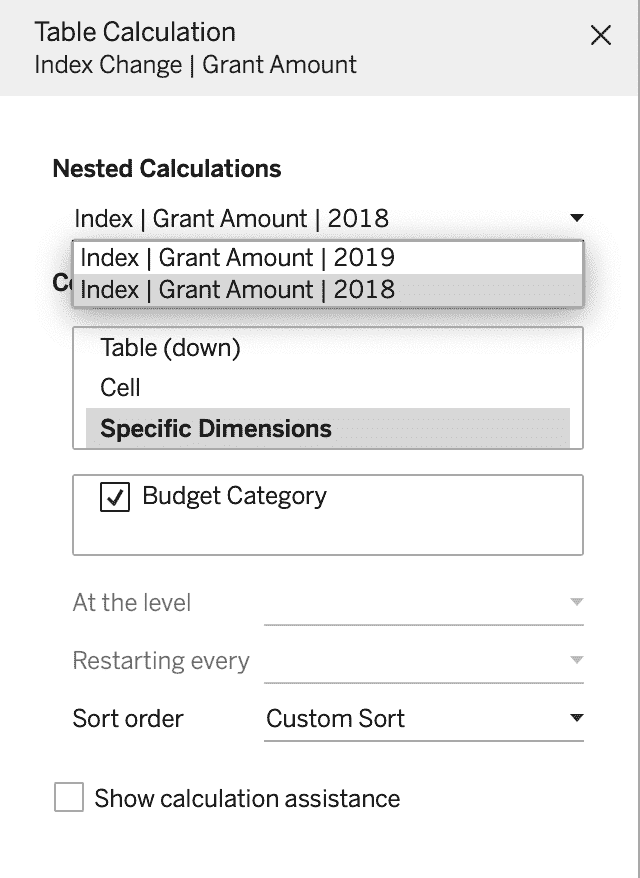 Table Calculation
Index Change | Grant Amount
Nested Calculations
Index | Grant Amount | 2018
Index | Grant Amount | 2019
Index | Grant Amount | 2018
Table (down)
Cell
Specific Dimensions
Budget Category
At the level
Restarting every
Sort order Custom Sort
Show calculation assistance